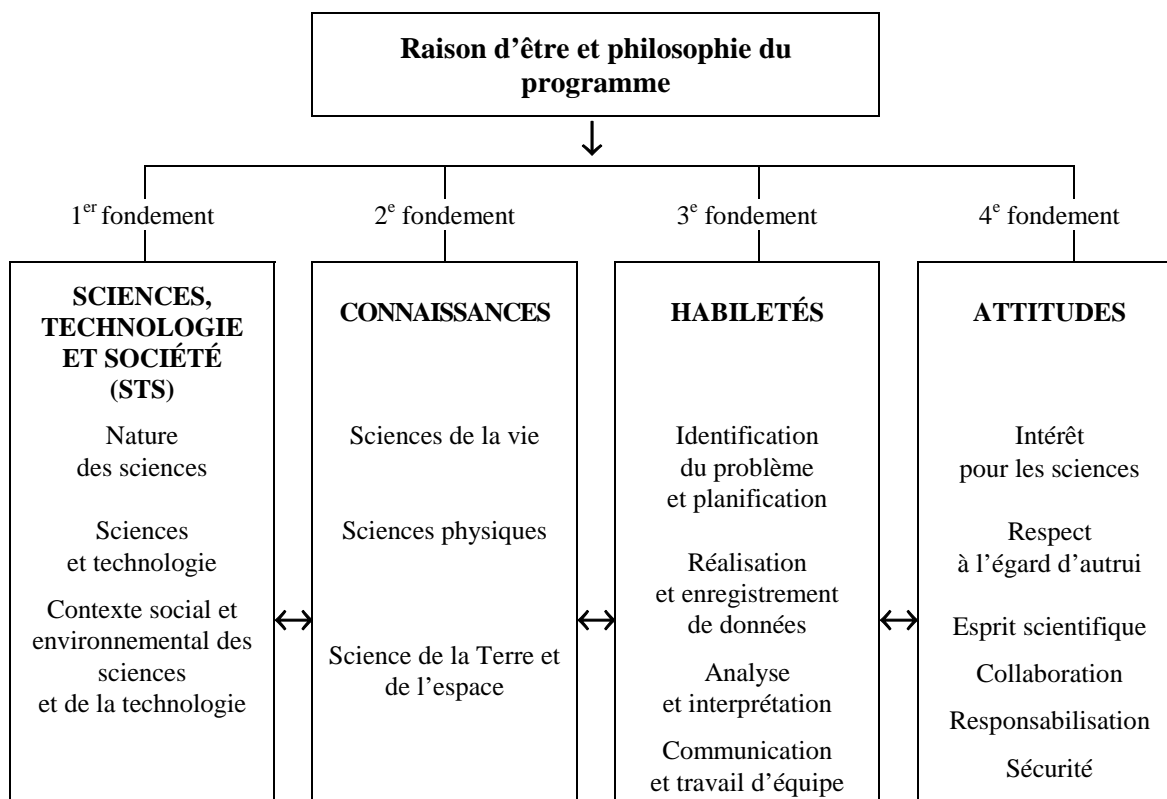 Raison d’être et philosophie du
programme
1er fondement
2e fondement
3e fondement
4e fondement
SCIENCES,
TECHNOLOGIE
ET SOCIÉTÉ
(STS)
Nature
des sciences
Sciences
et technologie
Contexte social et
environnemental des
sciences
et de la technologie
CONNAISSANCES
Sciences de la vie
Sciences physiques
Science de la Terre et
de l’espace
HABILETÉS
Identification
du problème
et planification
Réalisation
et enregistrement
de données
Analyse
et interprétation
Communication
et travail d’équipe
ATTITUDES
Intérêt
pour les sciences
Respect
à l’égard d’autrui
Esprit scientifique
Collaboration
Responsabilisation
Sécurité